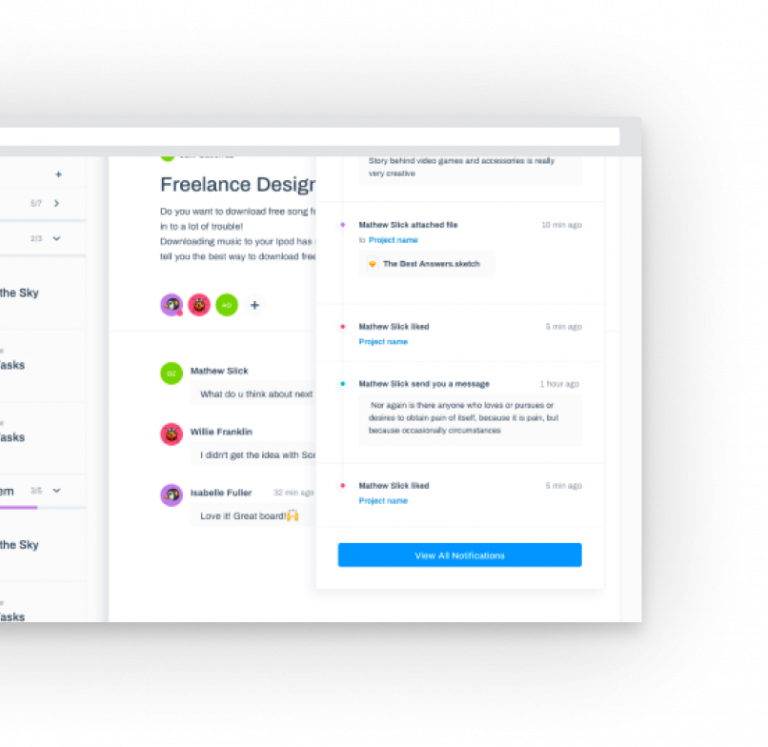 5/7
2/3
the Sky
asks
asks
em 3/5
the Sky
asks
Freelance Design
Do you want to download free song
in to a lot of trouble!
Downloading music to your Ipod has
tell you the best way to download free
Mathew Slick
What do u think about next
Willie Franklin
I didn't get the idea with
Isabelle Fuller 32 min ago
Love it! Great board!🙌
Story behind video games and accessories is really
very creative
Mathew Slick attached file 10 min ago
to Project name
The Best Answers.sketch
Mathew Slick liked 5 min ago
Project name
Mathew Slick send you a message 1 hour ago
Nor again is there anyone who loves or pursues or
desires to obtain pain of itself, because it is pain, but
because occasionally circumstances
Mathew Slick liked 5 min ago
Project name
View All Notifications